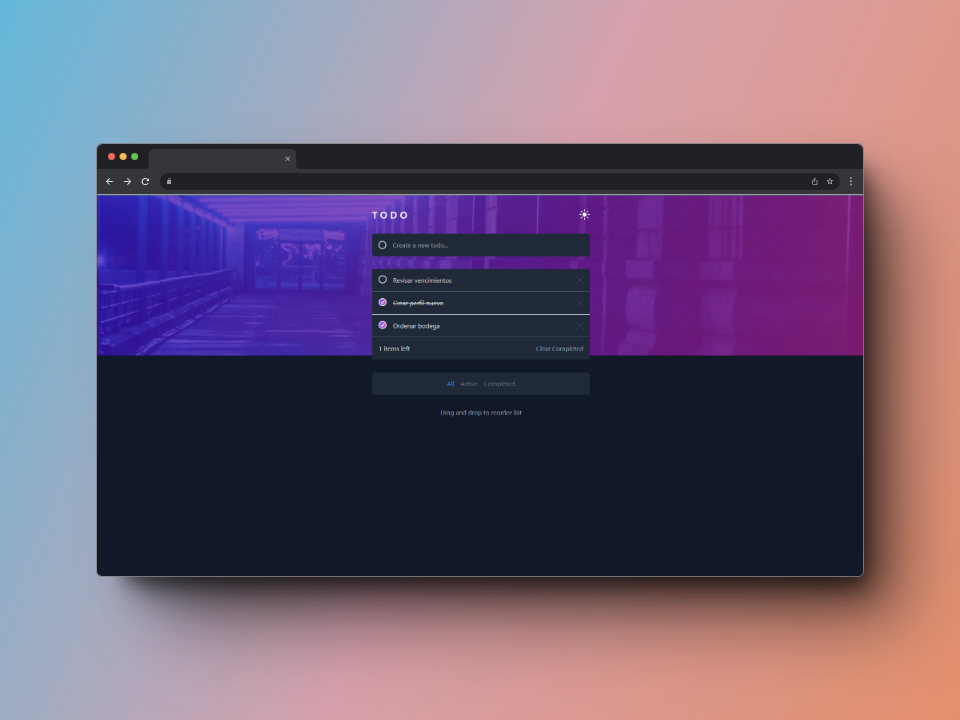 TODO
Create a new todo...
Revisar vencimientos
Crear perfil nuevo
Ordenar bodega
1 items left Clear Completed
All Active Completed
Drag and drop to reorder list